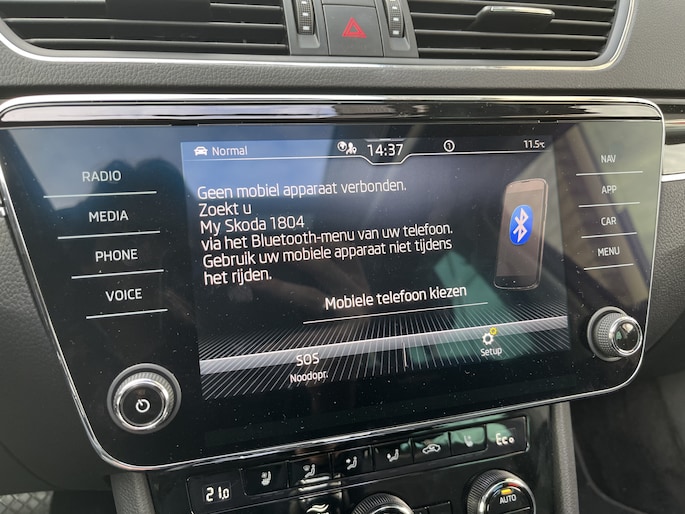 Normal
14:37
1
11.5°C
RADIO
MEDIA
PHONE
VOICE
Geen mobiel apparaat verbonden.
Zoekt u
My Skoda 1804
via het Bluetooth-menu van uw telefoon.
Gebruik uw mobiele apparaat niet tijdens
het rijden.
Mobiele telefoon kiezen
SOS
Noodopr.
Setup
NAV
APP
CAR
MENU
21.0
Eco
AUTO